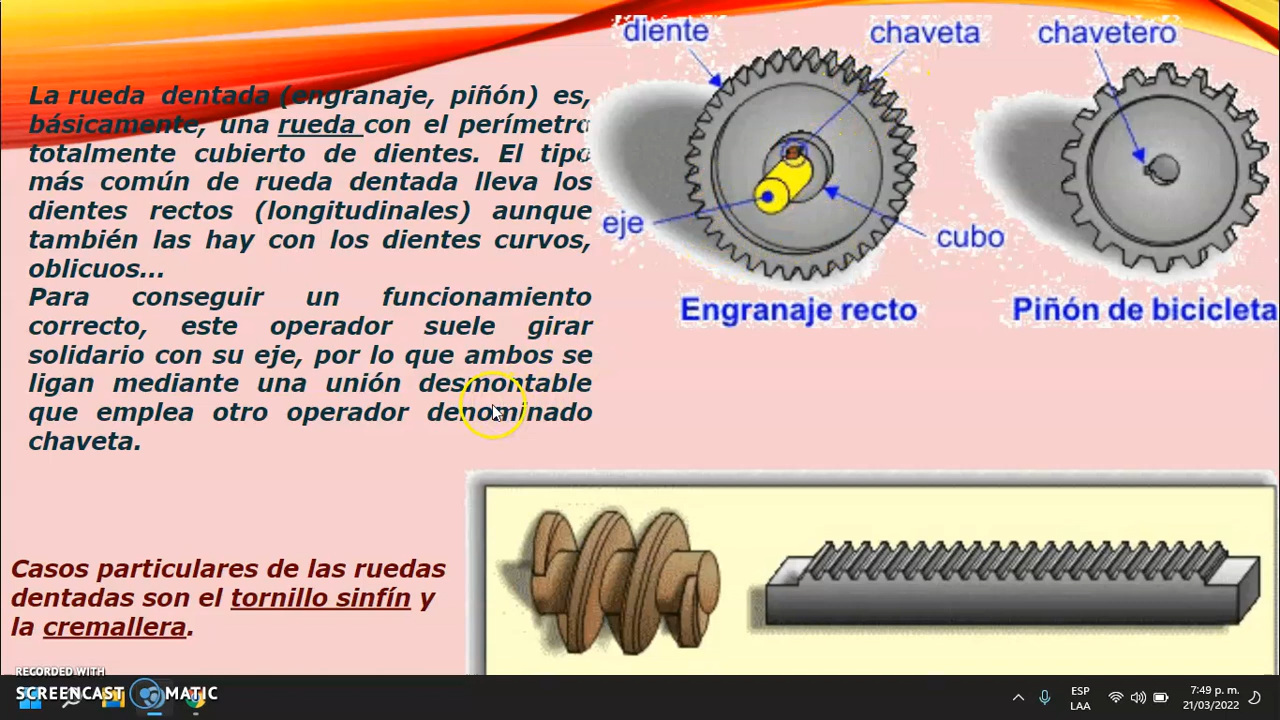 La rueda dentada (engranaje, piñón) es,
básicamente, una rueda con el perímetro
totalmente cubierto de dientes. El tipo
más común de rueda dentada lleva los
dientes rectos (longitudinales) aunque
también las hay con los dientes curvos,
oblicuos...
Para conseguir un funcionamiento
correcto, este operador suele girar
solidario con su eje, por lo que ambos se
ligan mediante una unión desmontable
que emplea otro operador denominado
chaveta.
diente
chaveta
chavetero
eje
cubo
Engranaje recto
Piñón de bicicleta
Casos particulares de las ruedas
dentadas son el tornillo sinfín y
la cremallera.
RECORDED WITH
SCREENCAST MATIC
ESP
LAA
7:49 p. m.
21/03/2022